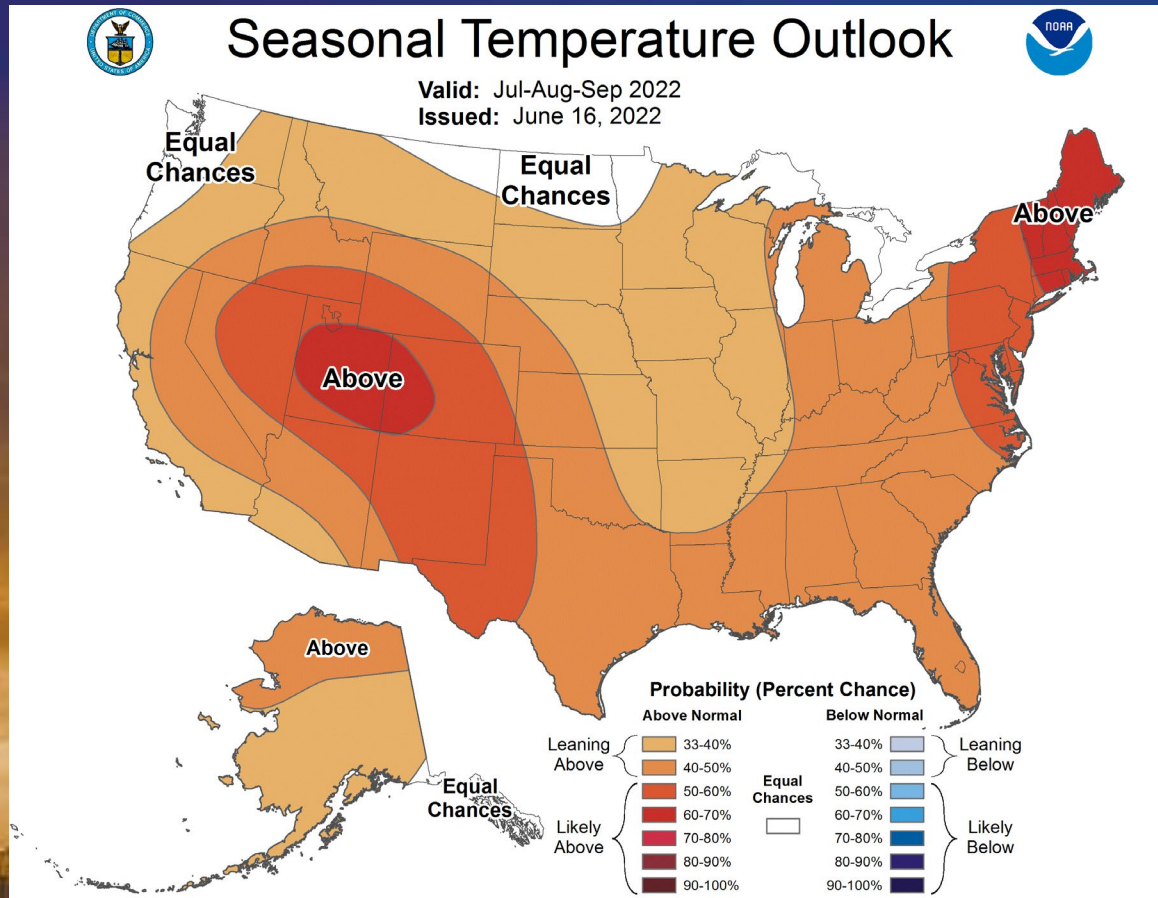 Seasonal Temperature Outlook
NOAA
Valid: Jul-Aug-Sep 2022
Issued: June 16, 2022
Equal
Chances
Equal
Chances
Above
Above
Above
Equal
Chances
Probability (Percent Chance)
Above Normal
Below Normal
Leaning
Above
33-40%
40-50%
Likely
Above
50-60%
60-70%
70-80%
80-90%
90-100%
Equal
Chances
33-40%
40-50%
Leaning
Below
50-60%
60-70%
70-80%
80-90%
90-100%
Likely
Below